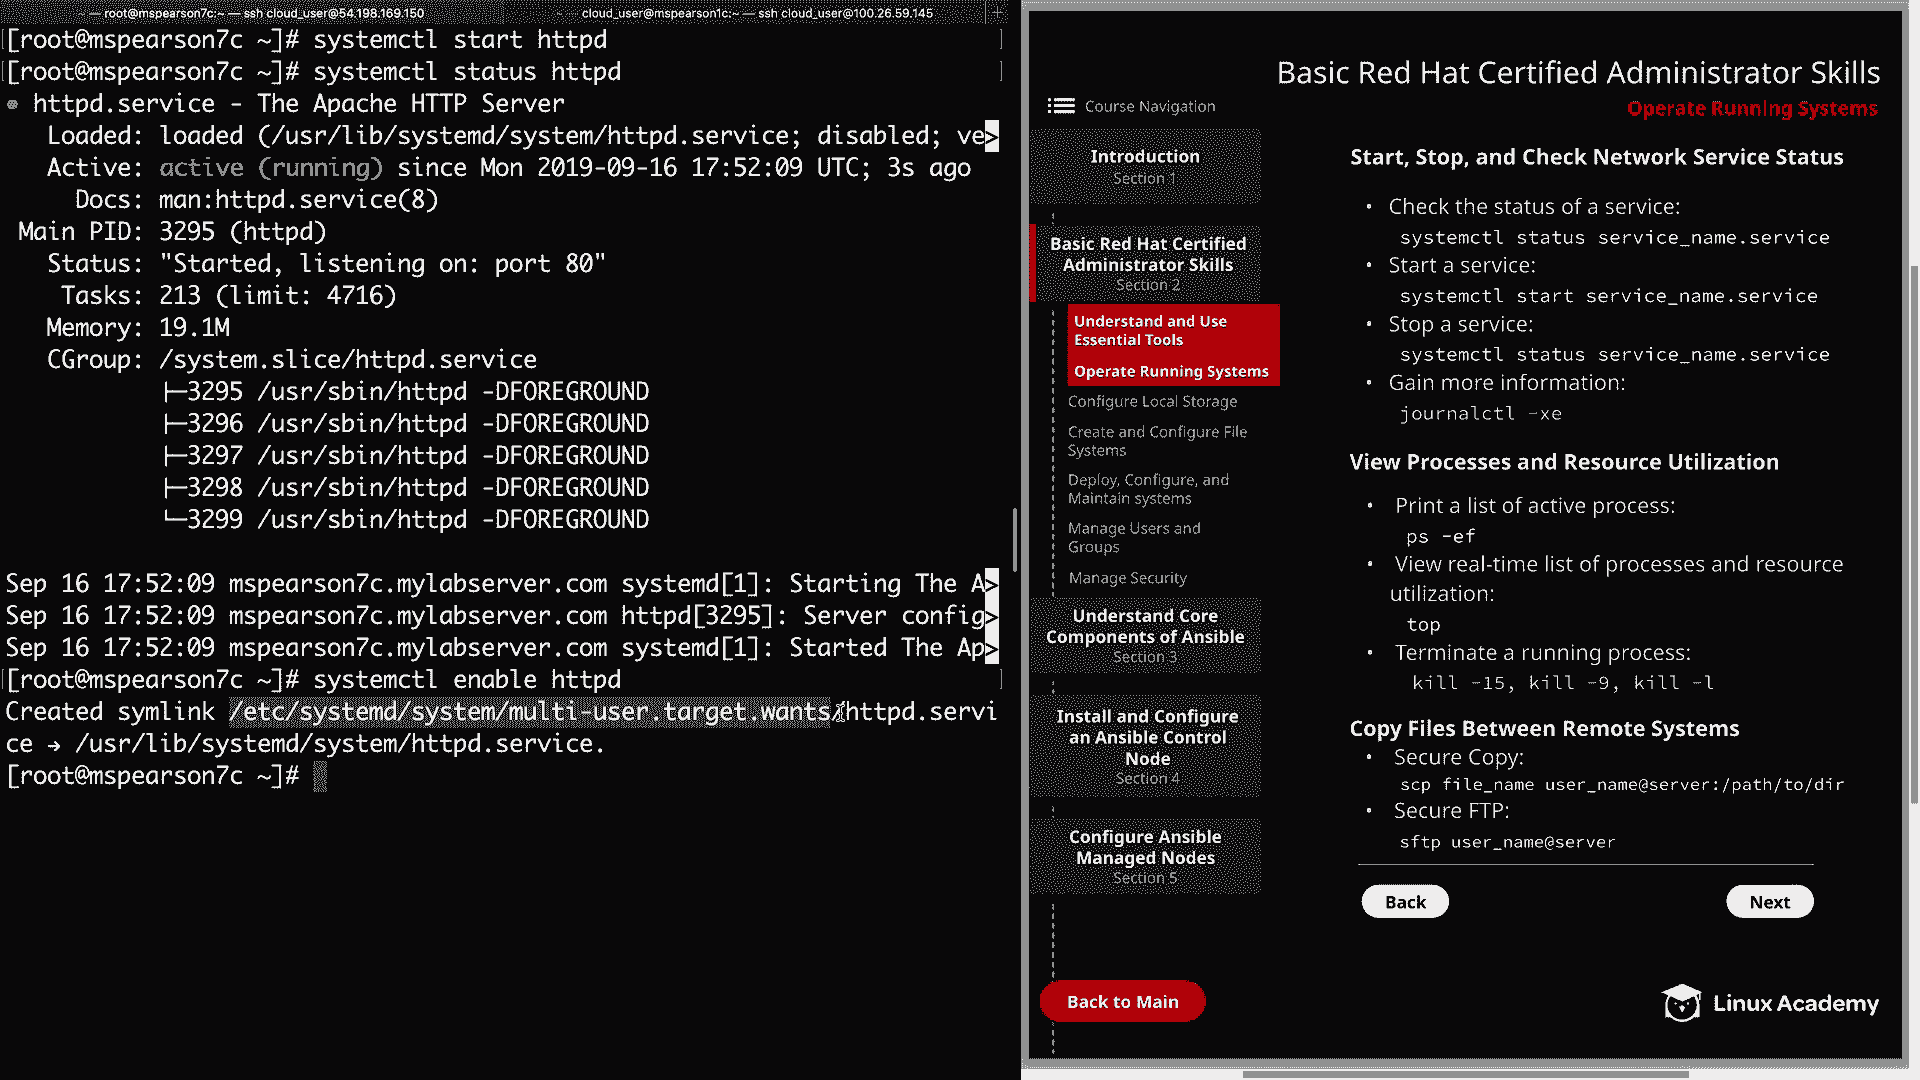 — root@mspearson7c:~ — ssh cloud_user@54.198.169.150
cloud_user@mspearson1c:~ — ssh cloud_user@100.26.59.145
+
[root@mspearson7c ~]# systemctl start httpd
[root@mspearson7c ~]# systemctl status httpd
● httpd.service - The Apache HTTP Server
Loaded: loaded (/usr/lib/systemd/system/httpd.service; disabled; ve>
Active: active (running) since Mon 2019-09-16 17:52:09 UTC; 3s ago
Docs: man:httpd.service(8)
Main PID: 3295 (httpd)
Status: "Started, listening on: port 80"
Tasks: 213 (limit: 4716)
Memory: 19.1M
CGroup: /system.slice/httpd.service
├─3295 /usr/sbin/httpd -DFOREGROUND
├─3296 /usr/sbin/httpd -DFOREGROUND
├─3297 /usr/sbin/httpd -DFOREGROUND
├─3298 /usr/sbin/httpd -DFOREGROUND
└─3299 /usr/sbin/httpd -DFOREGROUND
Sep 16 17:52:09 mspearson7c.mylabserver.com systemd[1]: Starting The A>
Sep 16 17:52:09 mspearson7c.mylabserver.com httpd[3295]: Server config>
Sep 16 17:52:09 mspearson7c.mylabserver.com systemd[1]: Started The Ap>
[root@mspearson7c ~]# systemctl enable httpd
Created symlink /etc/systemd/system/multi-user.target.wants/httpd.servi
ce → /usr/lib/systemd/system/httpd.service.
[root@mspearson7c ~]#
Basic Red Hat Certified Administrator Skills
Operate Running Systems
Course Navigation
Introduction
Section 1
Basic Red Hat Certified
Administrator Skills
Section 2
Understand and Use
Essential Tools
Operate Running Systems
Configure Local Storage
Create and Configure File
Systems
Deploy, Configure, and
Maintain systems
Manage Users and
Groups
Manage Security
Understand Core
Components of Ansible
Section 3
Install and Configure
an Ansible Control
Node
Section 4
Configure Ansible
Managed Nodes
Section 5
Back to Main
Start, Stop, and Check Network Service Status
• Check the status of a service:
systemctl status service_name.service
• Start a service:
systemctl start service_name.service
• Stop a service:
systemctl status service_name.service
• Gain more information:
journalctl -xe
View Processes and Resource Utilization
• Print a list of active process:
ps -ef
• View real-time list of processes and resource
utilization:
top
• Terminate a running process:
kill -15, kill -9, kill -l
Copy Files Between Remote Systems
• Secure Copy:
scp file_name user_name@server:/path/to/dir
• Secure FTP:
sftp user_name@server
Back
Next
Linux Academy